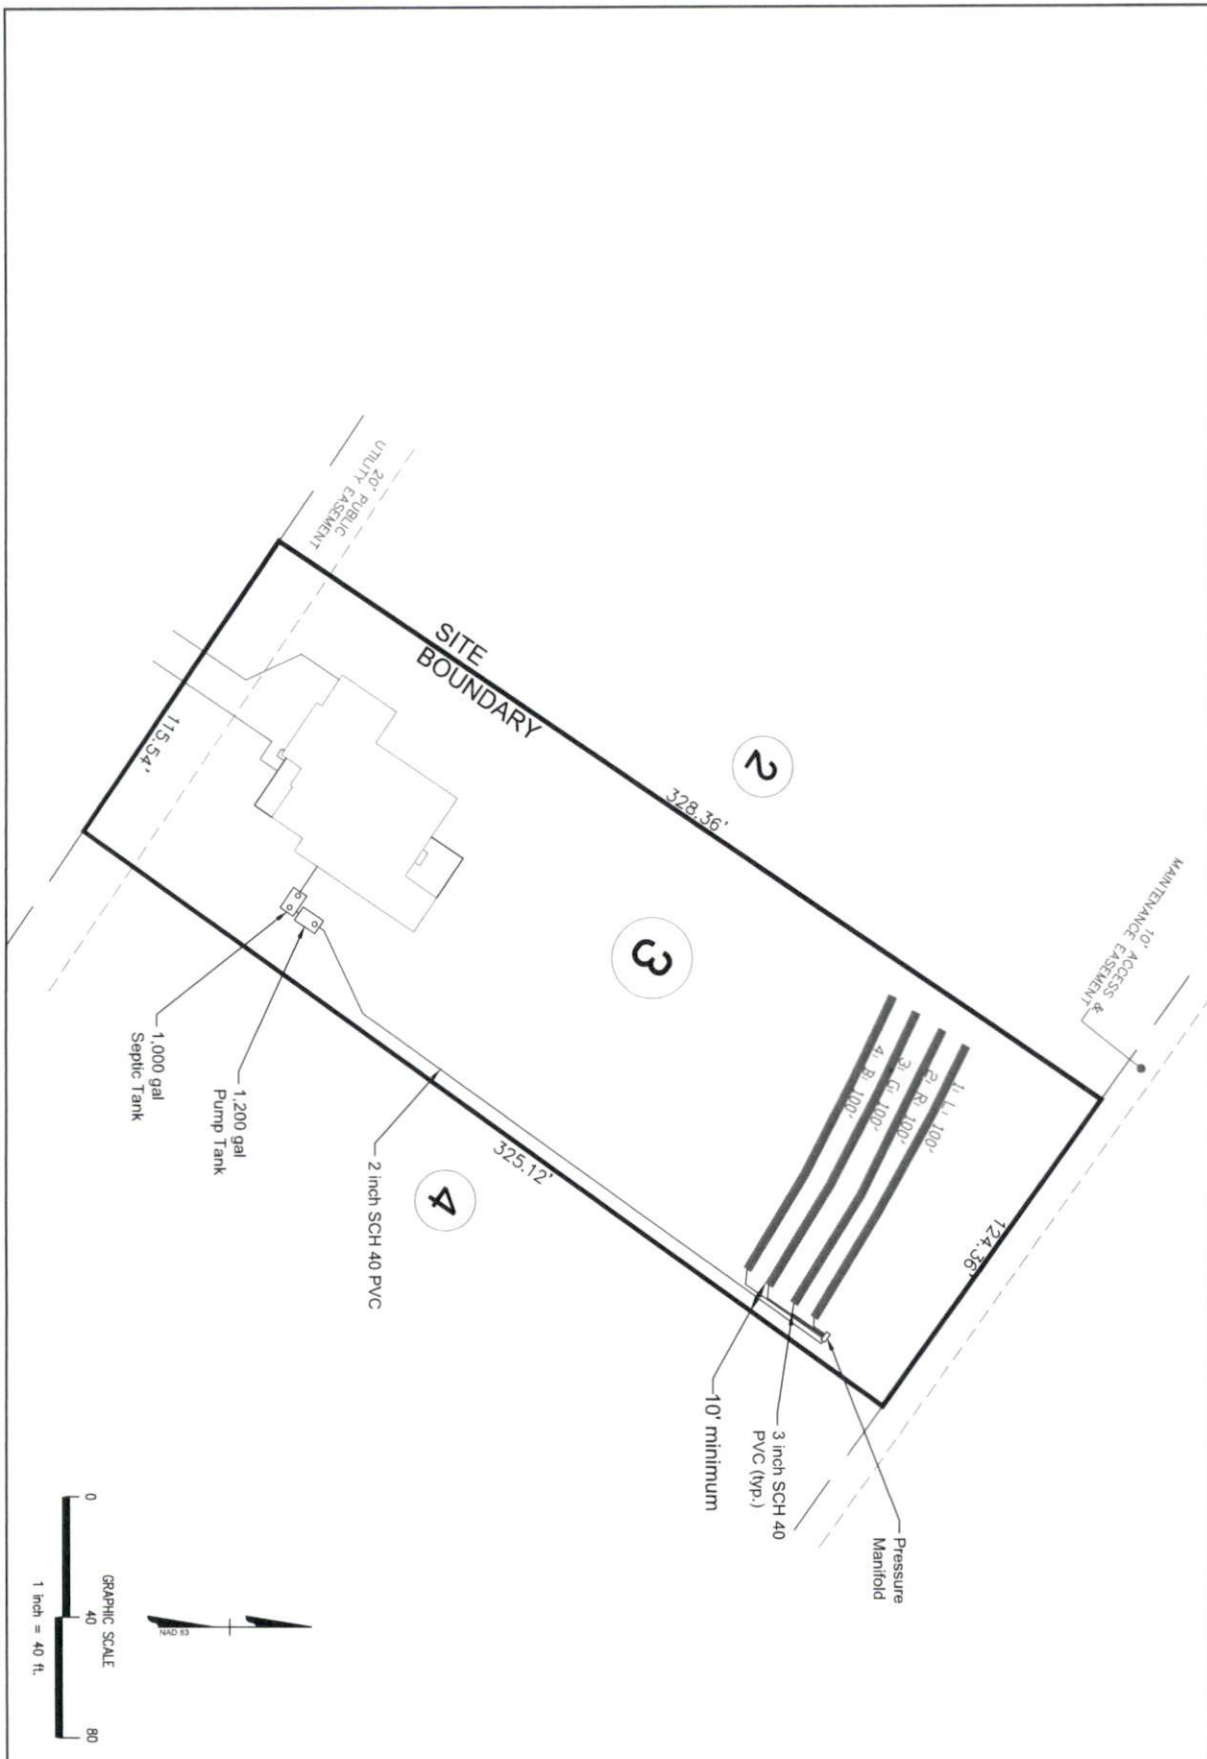 MAINTENANCE EASEMENT
10' ACCESS &
20' PUBLIC
UTILITY EASEMENT
SITE
BOUNDARY
2
328.36'
3
4
115.54'
325.12'
124.36'
1: L: 100'
2: R: 100'
3: G: 100'
4: B: 100'
1,000 gal
Septic Tank
1,200 gal
Pump Tank
2 inch SCH 40 PVC
10' minimum
3 inch SCH 40
PVC (typ.)
Pressure
Manifold
NAD 83
GRAPHIC SCALE
0 40 80
1 inch = 40 ft.